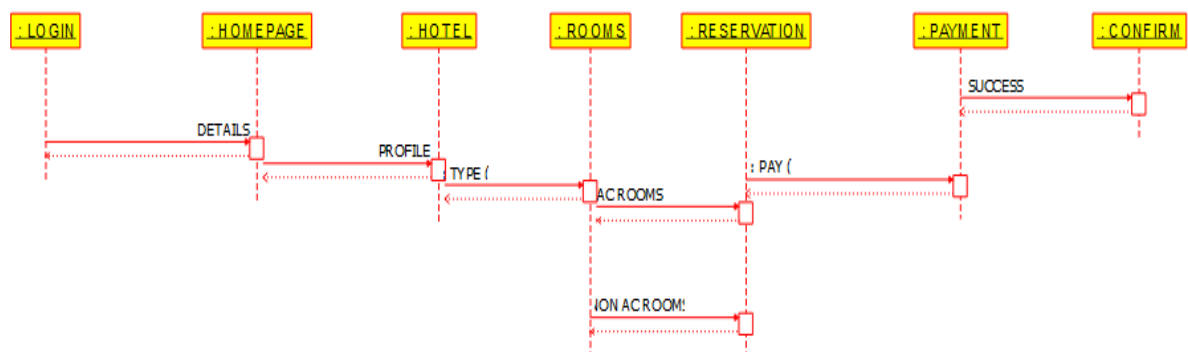 : LOGIN
: HOMEPAGE
: HOTEL
: ROOMS
: RESERVATION
: PAYMENT
: CONFIRM
SUCCESS
DETAILS
PROFILE
: TYPE (
: PAY (
AC ROOMS
NON AC ROOMS